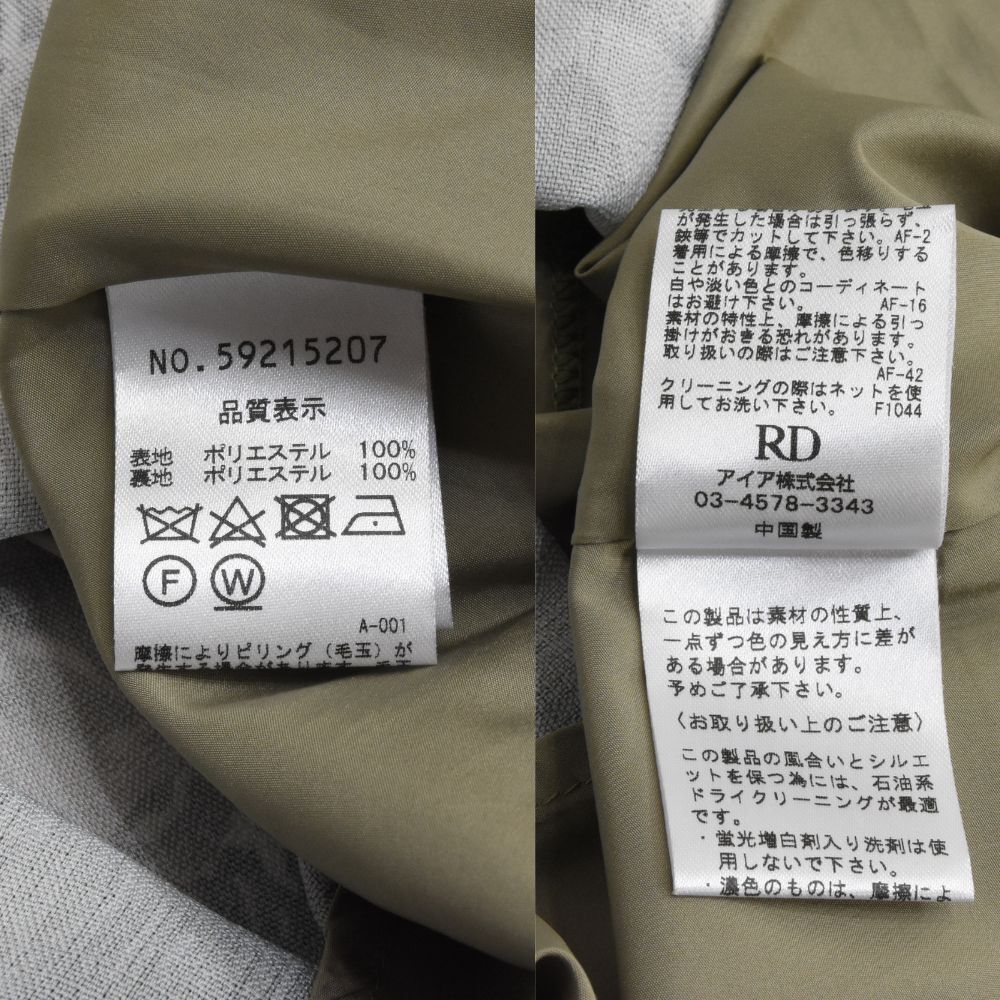 NO.59215207
品質表示
表地 ポリエステル 100%
裏地 ポリエステル 100%
F W
A-001
摩擦によりピリング(毛玉)が
発生する場合があります 毛玉
が発生した場合は引っ張らず、
鋏等でカットして下さい。AF-2
着用による摩擦で、色移りする
ことがあります。
白や淡い色とのコーディネート
はお避け下さい。 AF-16
素材の特性上、摩擦による引っ
掛けがおきる恐れがあります。
取り扱いの際はご注意下さい。
AF-42
クリーニングの際はネットを使
用してお洗い下さい。 F1044
RD
アイア株式会社
03-4578-3343
中国製
この製品は素材の性質上、
一点ずつ色の見え方に差が
ある場合があります。
予めご了承下さい。
〈お取り扱い上のご注意〉
この製品の風合いとシルエ
ットを保つ為には、石油系
ドライクリーニングが最適
です。
・蛍光増白剤入り洗剤は使
用しないで下さい。
・濃色のものは、摩擦によ